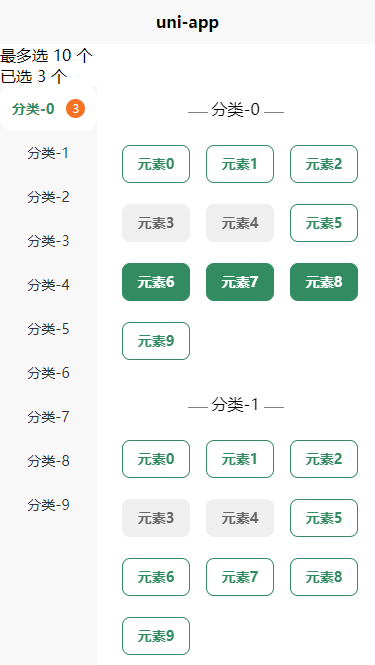 uni-app
最多选 10 个
已选 3 个
分类-0 3
分类-1
分类-2
分类-3
分类-4
分类-5
分类-6
分类-7
分类-8
分类-9
分类-0
元素0 元素1 元素2
元素3 元素4 元素5
元素6 元素7 元素8
元素9
分类-1
元素0 元素1 元素2
元素3 元素4 元素5
元素6 元素7 元素8
元素9